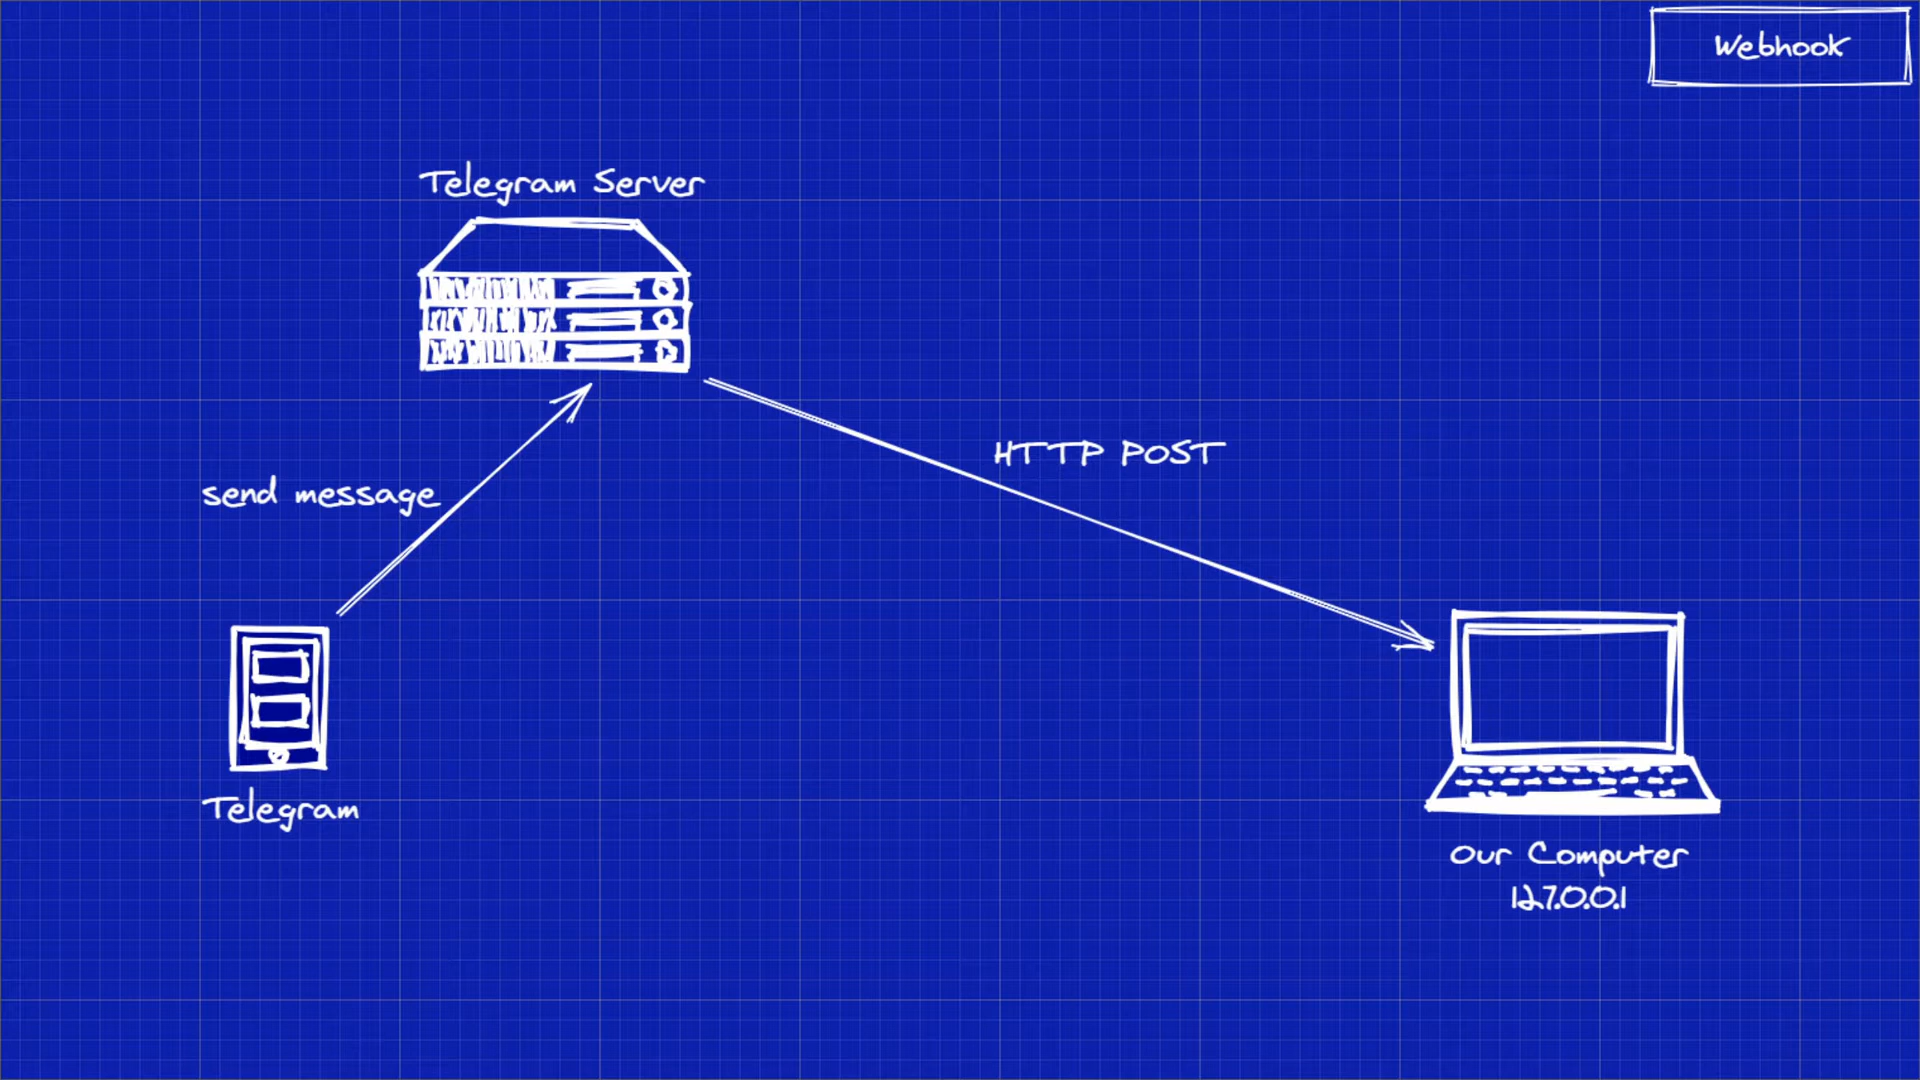 Webhook
Telegram Server
HTTP POST
send message
Telegram
Our Computer
127.0.0.1